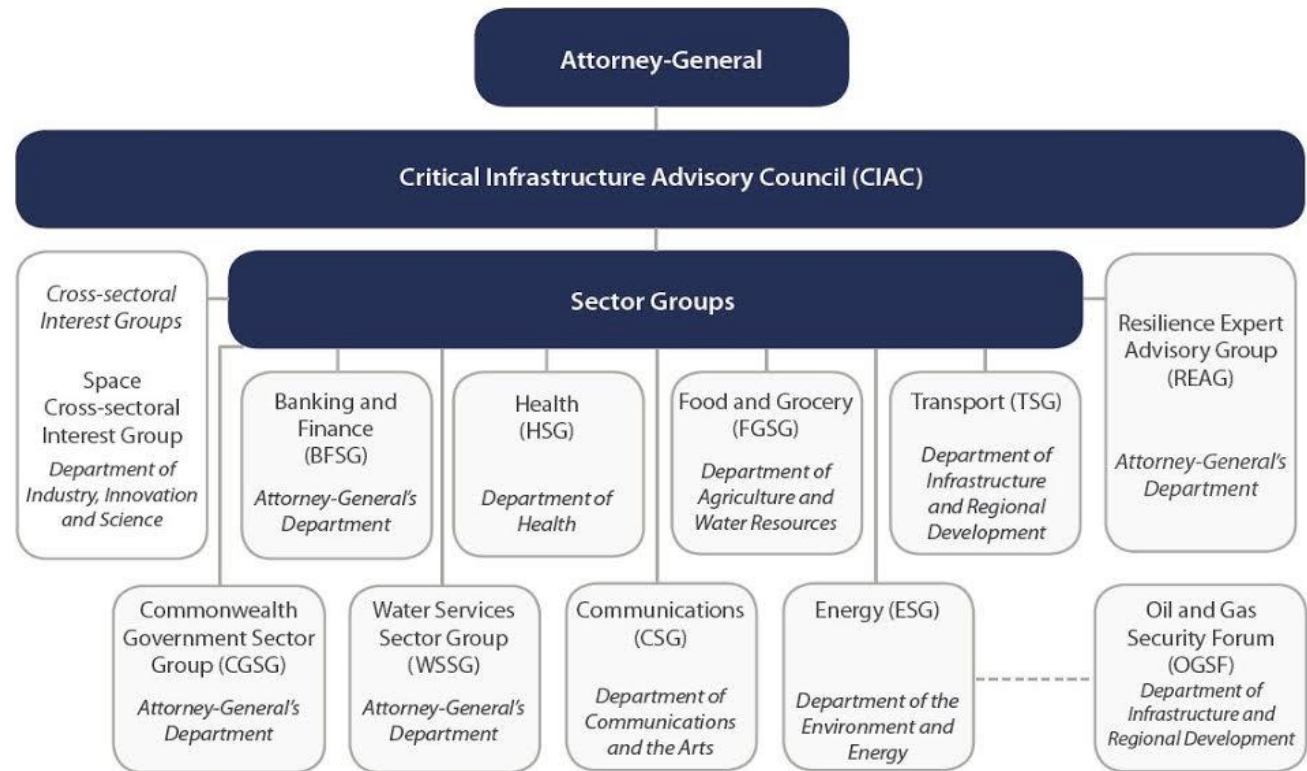 Attorney-General
Critical Infrastructure Advisory Council (CIAC)
Cross-sectoral
Interest Groups
Space
Cross-sectoral
Interest Group
Department of
Industry, Innovation
and Science
Sector Groups
Resilience Expert
Advisory Group
(REAG)
Attorney-General's
Department
Banking and
Finance
(BFSG)
Attorney-General's
Department
Health
(HSG)
Department of
Health
Food and Grocery
(FGSG)
Department of
Agriculture and
Water Resources
Transport (TSG)
Department of
Infrastructure
and Regional
Development
Commonwealth
Government Sector
Group (CGSG)
Attorney-General's
Department
Water Services
Sector Group
(WSSG)
Attorney-General's
Department
Communications
(CSG)
Department of
Communications
and the Arts
Energy (ESG)
Department of the
Environment and
Energy
Oil and Gas
Security Forum
(OGSF)
Department of
Infrastructure and
Regional Development